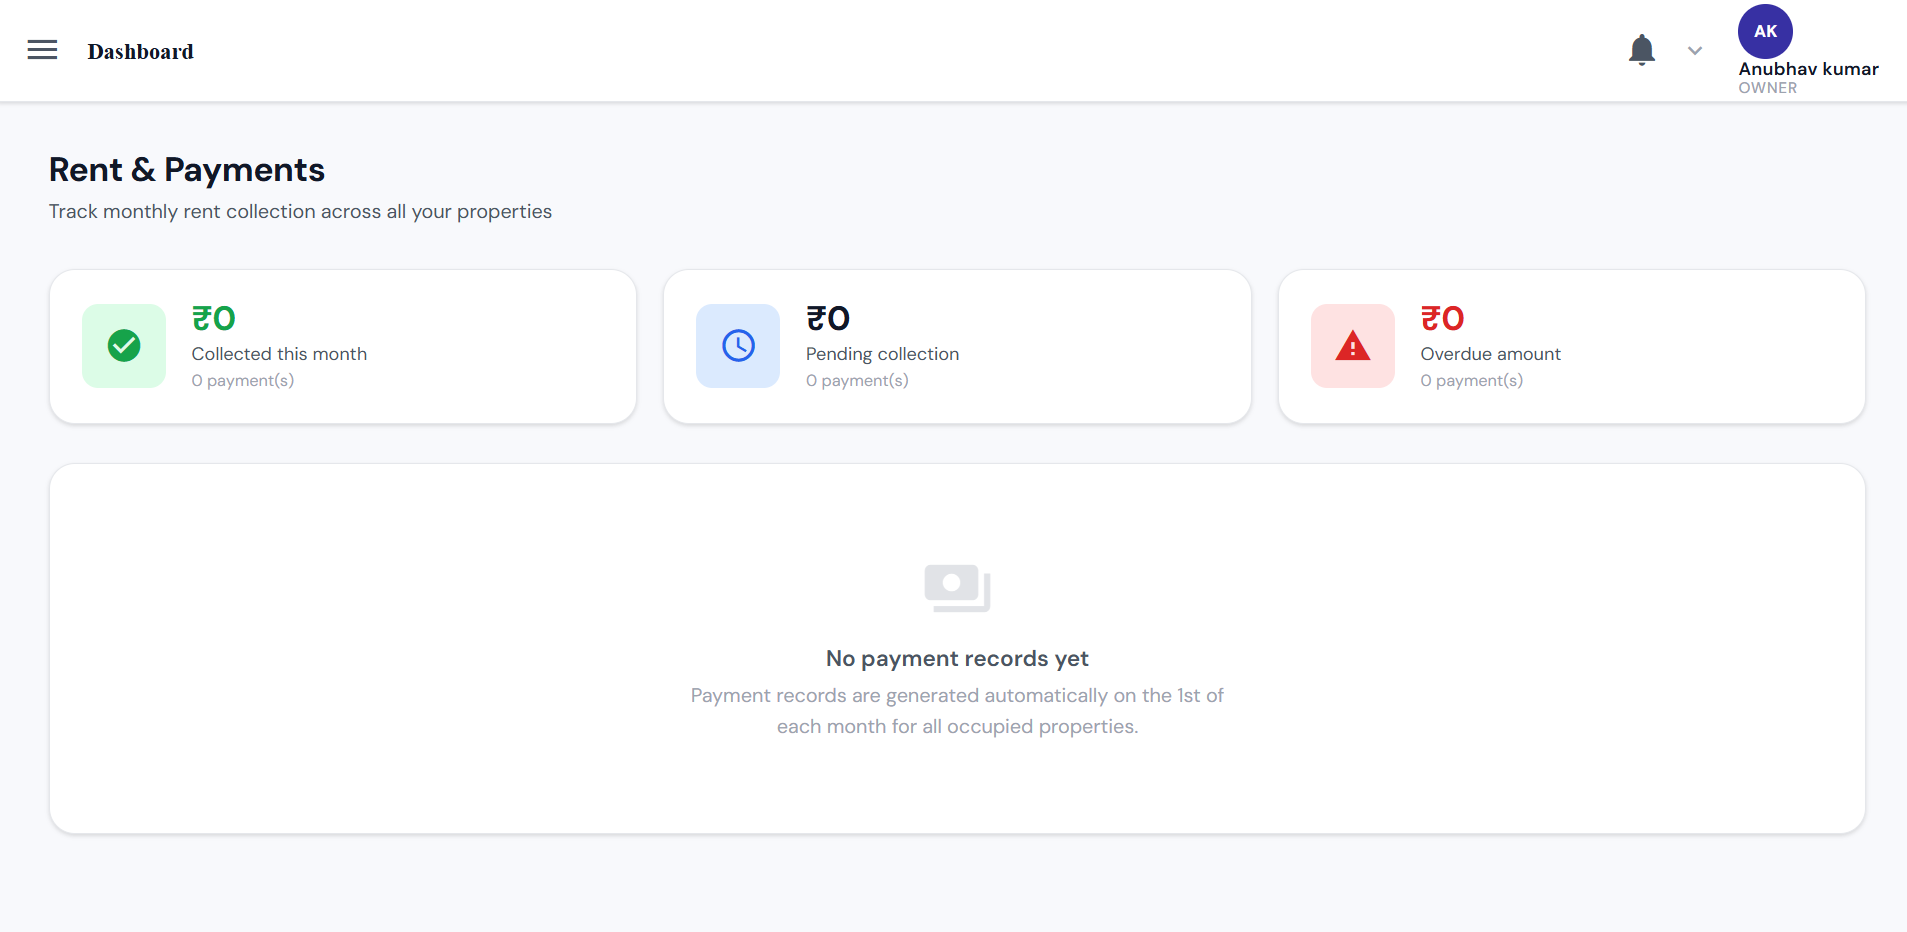 Dashboard
AK
Anubhav kumar
OWNER
Rent & Payments
Track monthly rent collection across all your properties
₹0
Collected this month
0 payment(s)
₹0
Pending collection
0 payment(s)
₹0
Overdue amount
0 payment(s)
No payment records yet
Payment records are generated automatically on the 1st of
each month for all occupied properties.